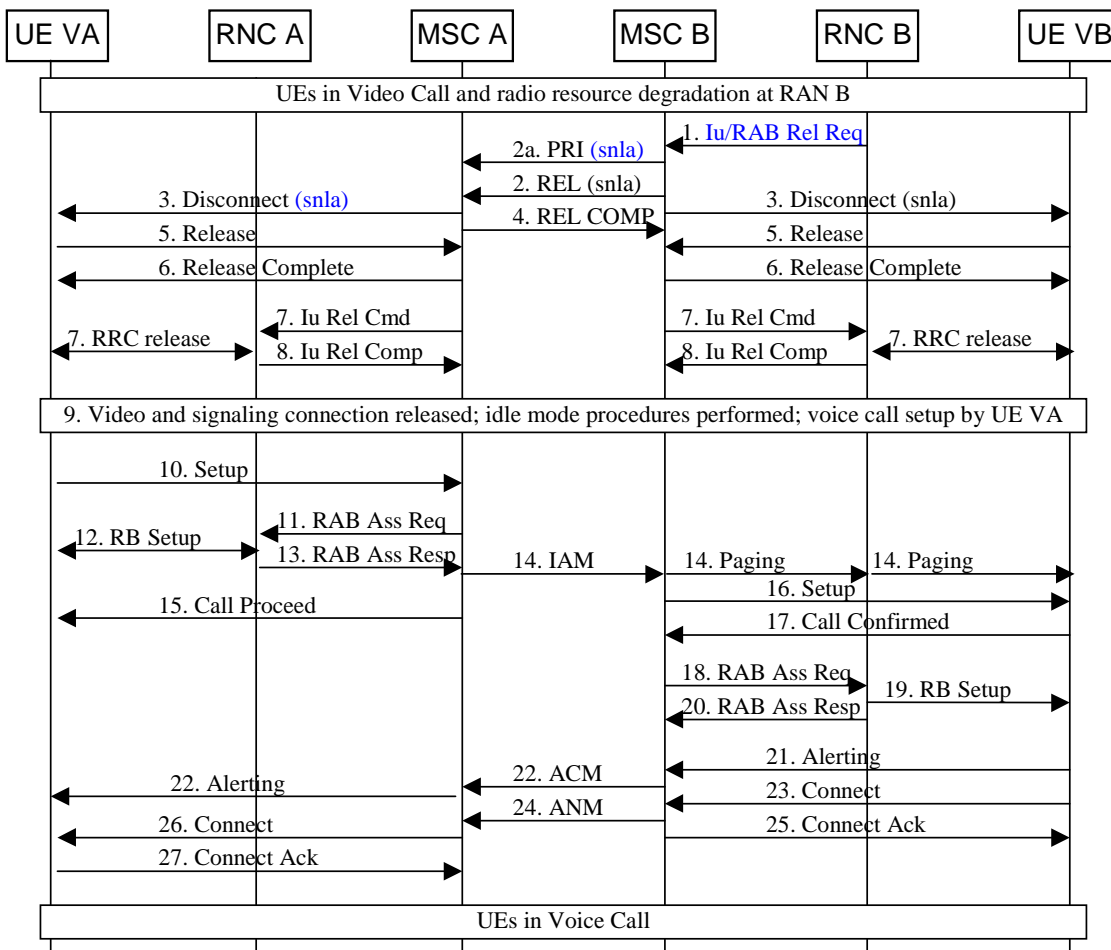 UE VA RNC A MSC A MSC B RNC B UE VB
UEs in Video Call and radio resource degradation at RAN B
1. Iu/RAB Rel Req
2a. PRI (snla)
2. REL (snla)
3. Disconnect (snla) 3. Disconnect (snla)
4. REL COMP
5. Release 5. Release
6. Release Complete 6. Release Complete
7. Iu Rel Cmd 7. Iu Rel Cmd
7. RRC release 7. RRC release
8. Iu Rel Comp 8. Iu Rel Comp
9. Video and signaling connection released; idle mode procedures performed; voice call setup by UE VA
10. Setup
11. RAB Ass Req
12. RB Setup
13. RAB Ass Resp 14. IAM 14. Paging 14. Paging
16. Setup
15. Call Proceed
17. Call Confirmed
18. RAB Ass Req
19. RB Setup
20. RAB Ass Resp
21. Alerting
22. Alerting 22. ACM
23. Connect
24. ANM
26. Connect 25. Connect Ack
27. Connect Ack
UEs in Voice Call